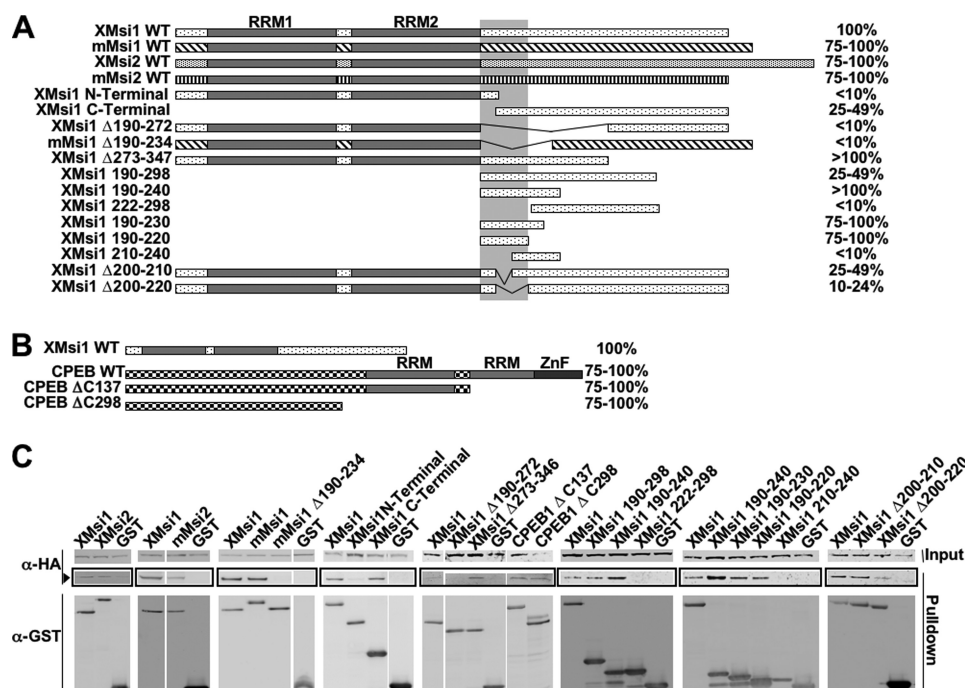 A
RRM1 RRM2
XMsi1 WT 100%
mMsi1 WT 75-100%
XMsi2 WT 75-100%
mMsi2 WT 75-100%
XMsi1 N-Terminal <10%
XMsi1 C-Terminal 25-49%
XMsi1 Δ190-272 <10%
mMsi1 Δ190-234 <10%
XMsi1 Δ273-347 >100%
XMsi1 190-298 25-49%
XMsi1 190-240 >100%
XMsi1 222-298 <10%
XMsi1 190-230 75-100%
XMsi1 190-220 75-100%
XMsi1 210-240 <10%
XMsi1 Δ200-210 25-49%
XMsi1 Δ200-220 10-24%
B
XMsi1 WT 100%
RRM RRM ZnF
CPEB WT 75-100%
CPEB ΔC137 75-100%
CPEB ΔC298 75-100%
C
XMsi1 XMsi2 GST XMsi1 mMsi2 GST XMsi1 mMsi1 mMsi1 Δ190-234 GST XMsi1 XMsi1N-Terminal XMsi1 C-Terminal GST XMsi1 XMsi1 Δ190-272 XMsi1 Δ273-346 GST CPEB1 Δ C137 CPEB1 Δ C298 XMsi1 XMsi1 190-298 XMsi1 190-240 XMsi1 222-298 GST XMsi1 XMsi1 190-240 XMsi1 190-230 XMsi1 190-220 XMsi1 210-240 GST XMsi1 XMsi1 Δ200-210 XMsi1 Δ200-220 GST
α-HA Input
α-GST Pulldown